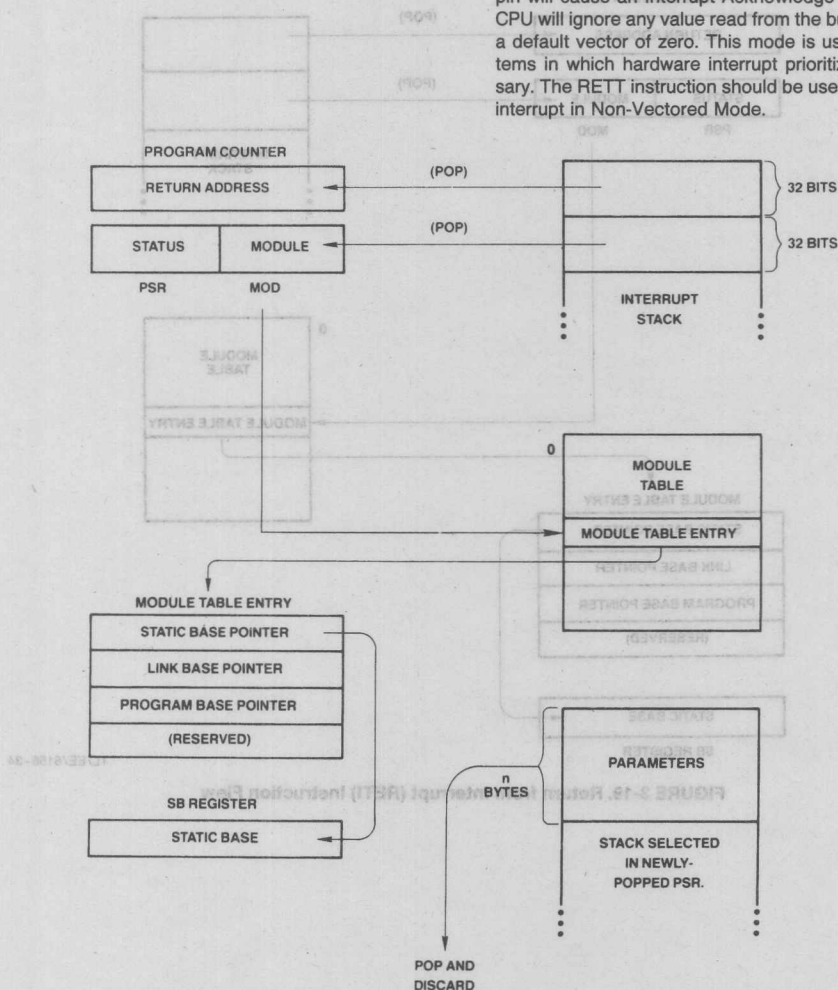 pin will cause an Interrupt Acknowledge
CPU will ignore any value read from the
a default vector of zero. This mode is
tems in which hardware interrupt
sary. The RETT instruction should be
interrupt in Non-Vectored Mode.
PROGRAM COUNTER
RETURN ADDRESS
(POP)
32 BITS
STATUS
MODULE
(POP)
32 BITS
PSR
MOD
INTERRUPT
STACK
0
MODULE
TABLE
MODULE TABLE ENTRY
MODULE TABLE ENTRY
STATIC BASE POINTER
LINK BASE POINTER
PROGRAM BASE POINTER
(RESERVED)
SB REGISTER
STATIC BASE
n
BYTES
PARAMETERS
STACK SELECTED
IN NEWLY-
POPPED PSR.
POP AND
DISCARD